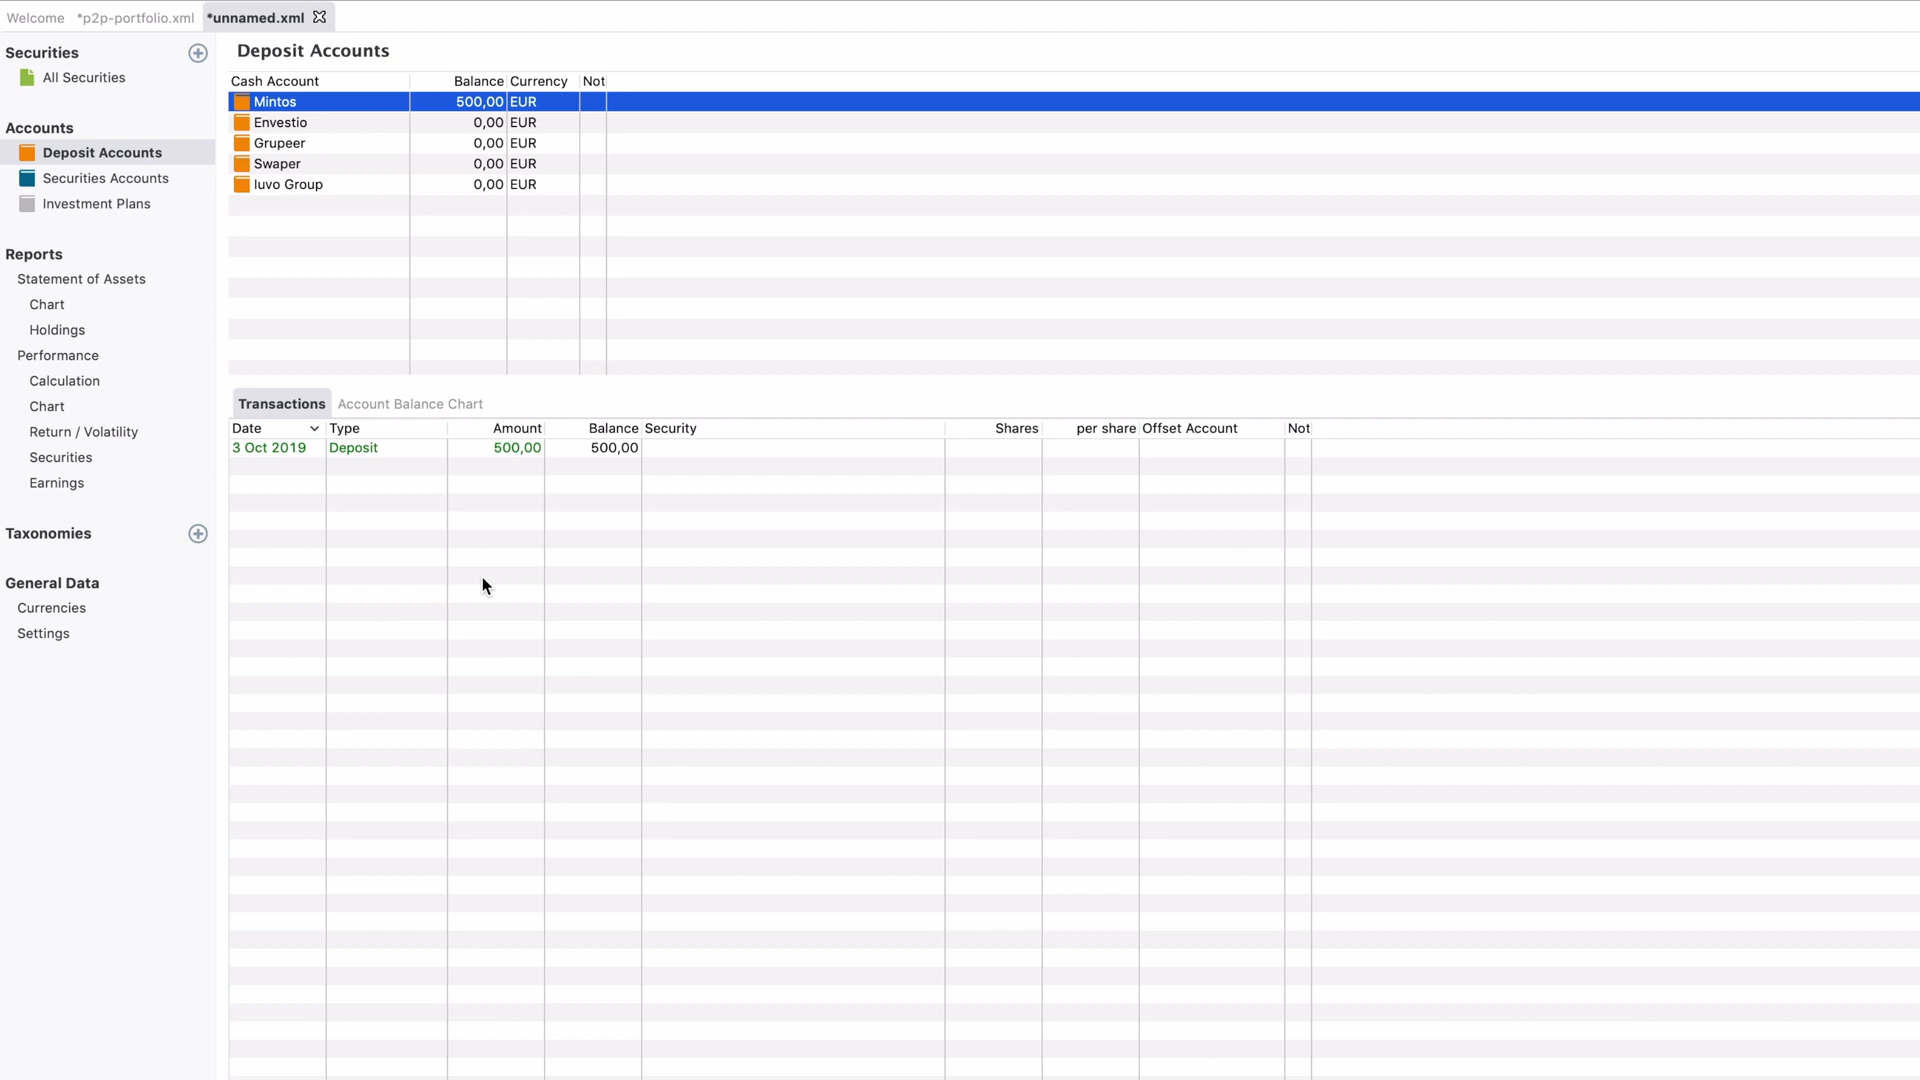 Welcome *p2p-portfolio.xml *unnamed.xml
Securities
All Securities
Accounts
Deposit Accounts
Securities Accounts
Investment Plans
Reports
Statement of Assets
Chart
Holdings
Performance
Calculation
Chart
Return / Volatility
Securities
Earnings
Taxonomies
General Data
Currencies
Settings
Deposit Accounts
Cash Account Balance Currency Not
Mintos 500,00 EUR
Envestio 0,00 EUR
Grupeer 0,00 EUR
Swaper 0,00 EUR
Iuvo Group 0,00 EUR
Transactions Account Balance Chart
Date Type Amount Balance Security Shares per share Offset Account Not
3 Oct 2019 Deposit 500,00 500,00